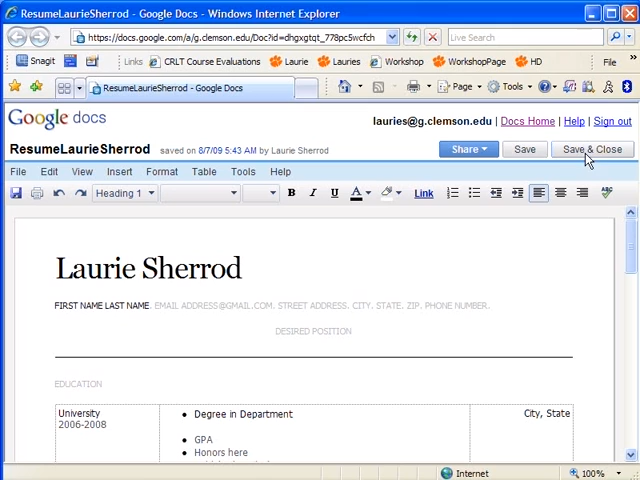 ResumeLaurieSherrod - Google Docs - Windows Internet Explorer
https://docs.google.com/a/g.clemson.edu/Doc?id=dhgxgtqt_778pc5wcfch
Live Search
SnagIt Links CRLT Course Evaluations Laurie Lauries Workshop WorkshopPage HD File »
ResumeLaurieSherrod - Google Docs
Page Tools »
Google docs lauries@g.clemson.edu | Docs Home | Help | Sign out
ResumeLaurieSherrod saved on 8/7/09 5:43 AM by Laurie Sherrod Share Save Save & Close
File Edit View Insert Format Table Tools Help
Heading 1 B I U A Link ABC
Laurie Sherrod
FIRST NAME LAST NAME. EMAIL ADDRESS@GMAIL.COM. STREET ADDRESS. CITY. STATE. ZIP. PHONE NUMBER.
DESIRED POSITION
EDUCATION
University • Degree in Department City, State
2006-2008
• GPA
• Honors here
Internet 100%